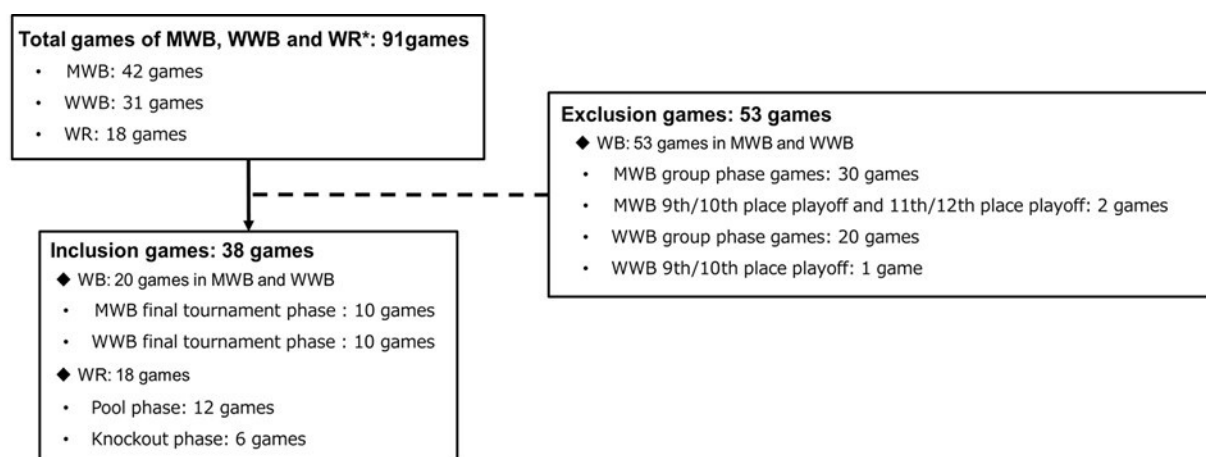 Total games of MWB, WWB and WR*: 91games
• MWB: 42 games
• WWB: 31 games
• WR: 18 games
Exclusion games: 53 games
◆ WB: 53 games in MWB and WWB
• MWB group phase games: 30 games
• MWB 9th/10th place playoff and 11th/12th place playoff: 2 games
• WWB group phase games: 20 games
• WWB 9th/10th place playoff: 1 game
Inclusion games: 38 games
◆ WB: 20 games in MWB and WWB
• MWB final tournament phase : 10 games
• WWB final tournament phase : 10 games
◆ WR: 18 games
• Pool phase: 12 games
• Knockout phase: 6 games